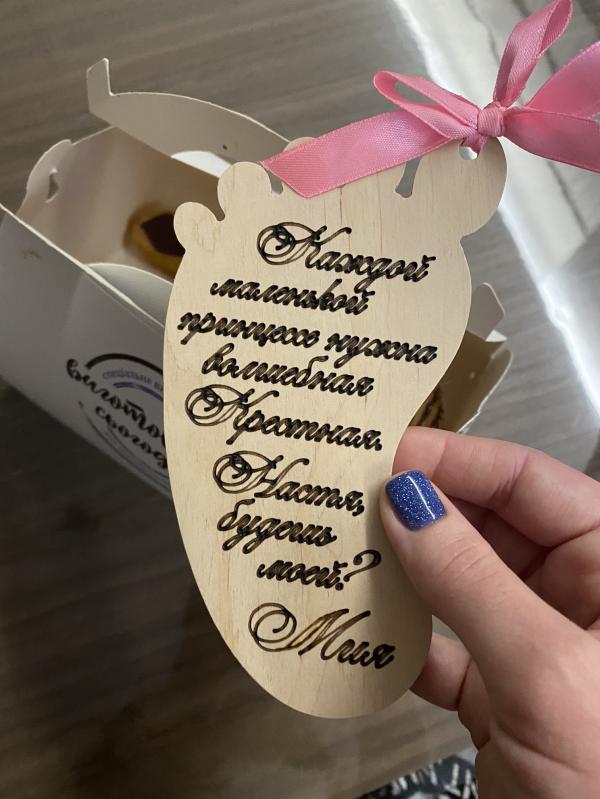 Каждой
маленькой
принцессе нужна
волшебная
Крестная.
Настя,
будешь
моей?
Мия